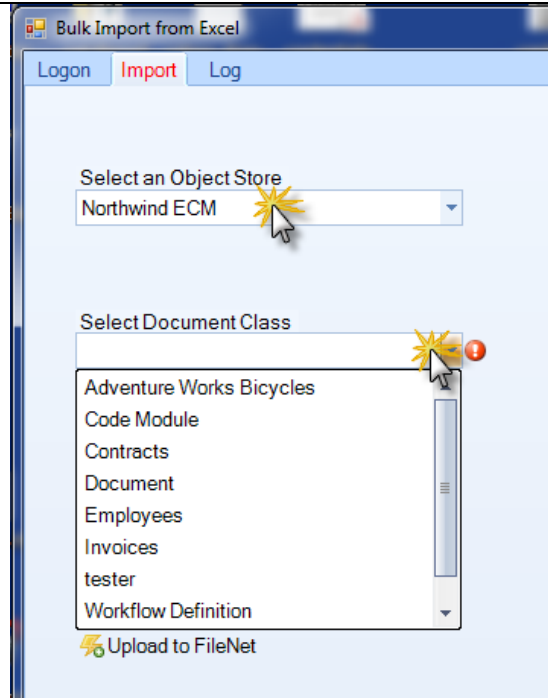 Bulk Import from Excel
Logon Import Log
Select an Object Store
Northwind ECM
Select Document Class
Adventure Works Bicycles
Code Module
Contracts
Document
Employees
Invoices
tester
Workflow Definition
Upload to FileNet